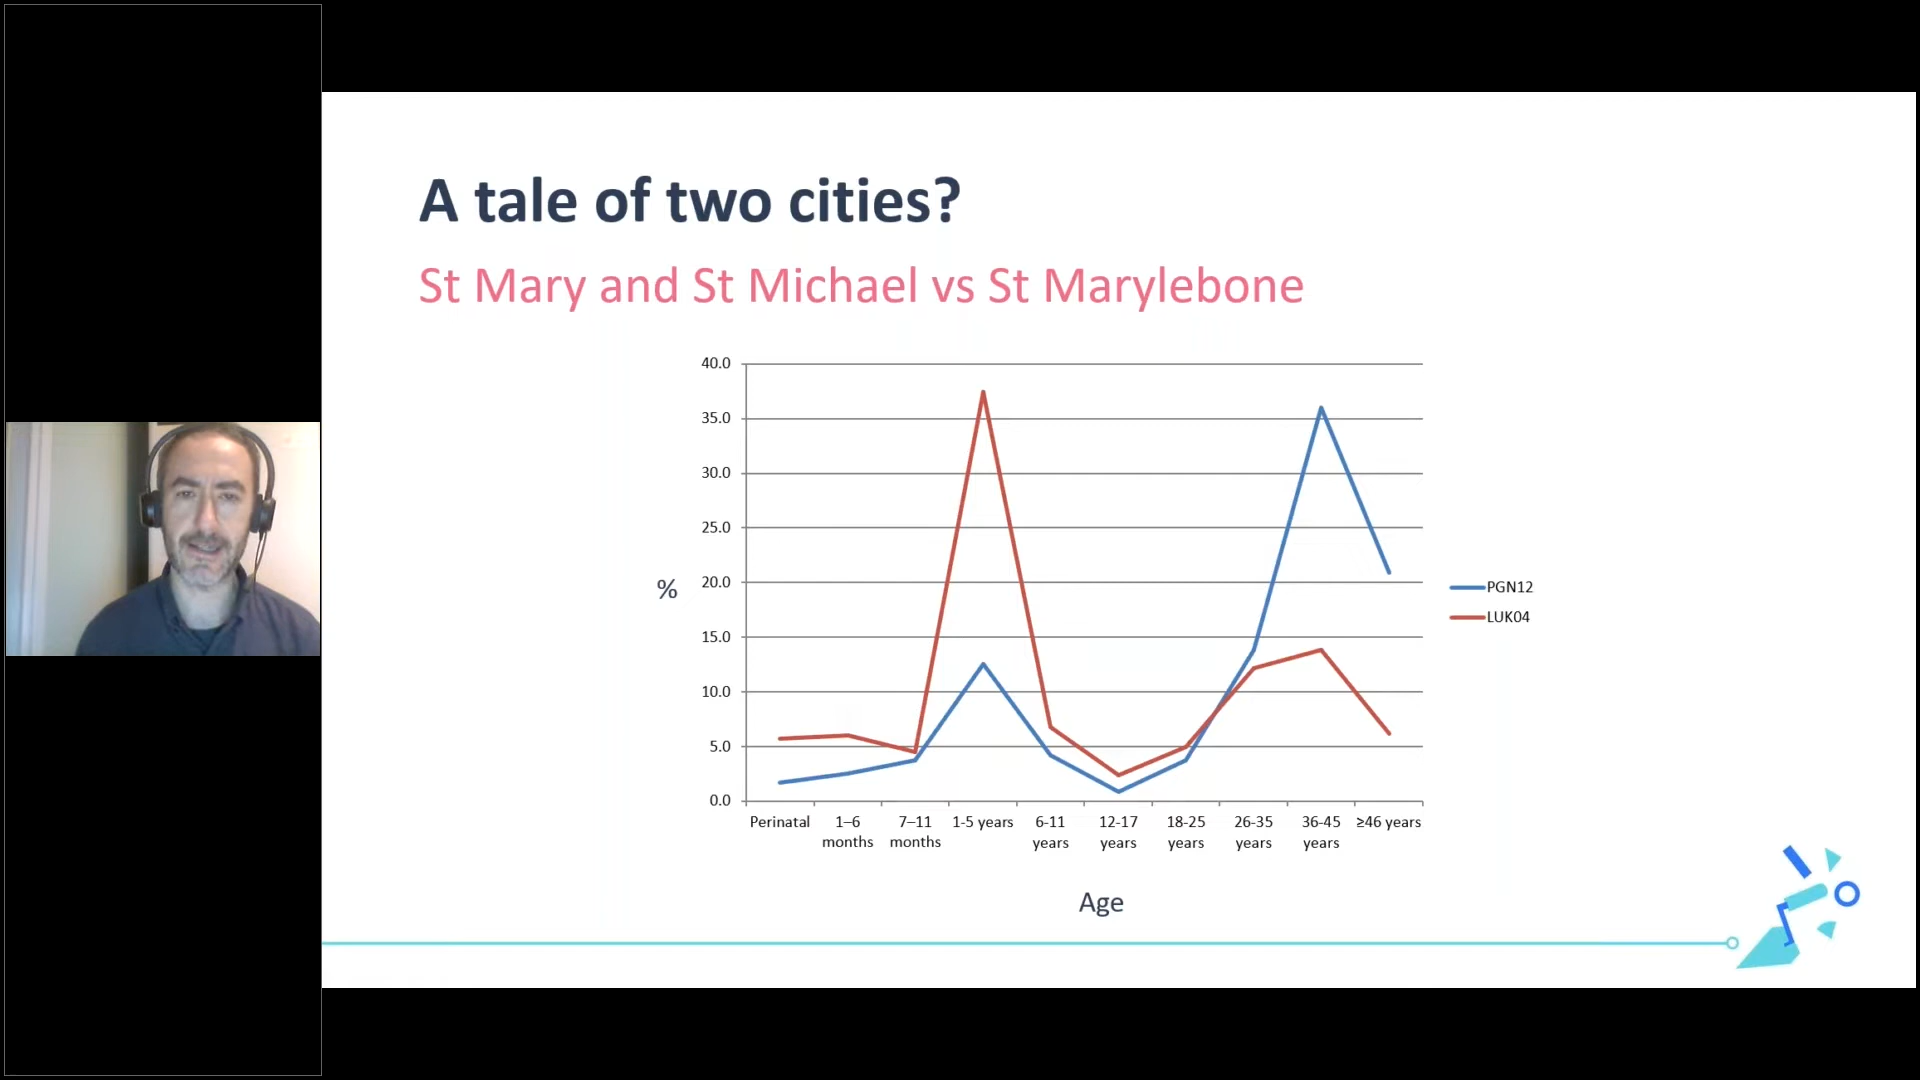 A tale of two cities?
St Mary and St Michael vs St Marylebone
40.0
35.0
30.0
25.0
20.0
15.0
10.0
5.0
0.0
%
Perinatal
1–6
months
7–11
months
1-5 years
6-11
years
12-17
years
18-25
years
26-35
years
36-45
years
≥46 years
Age
PGN12
LUK04